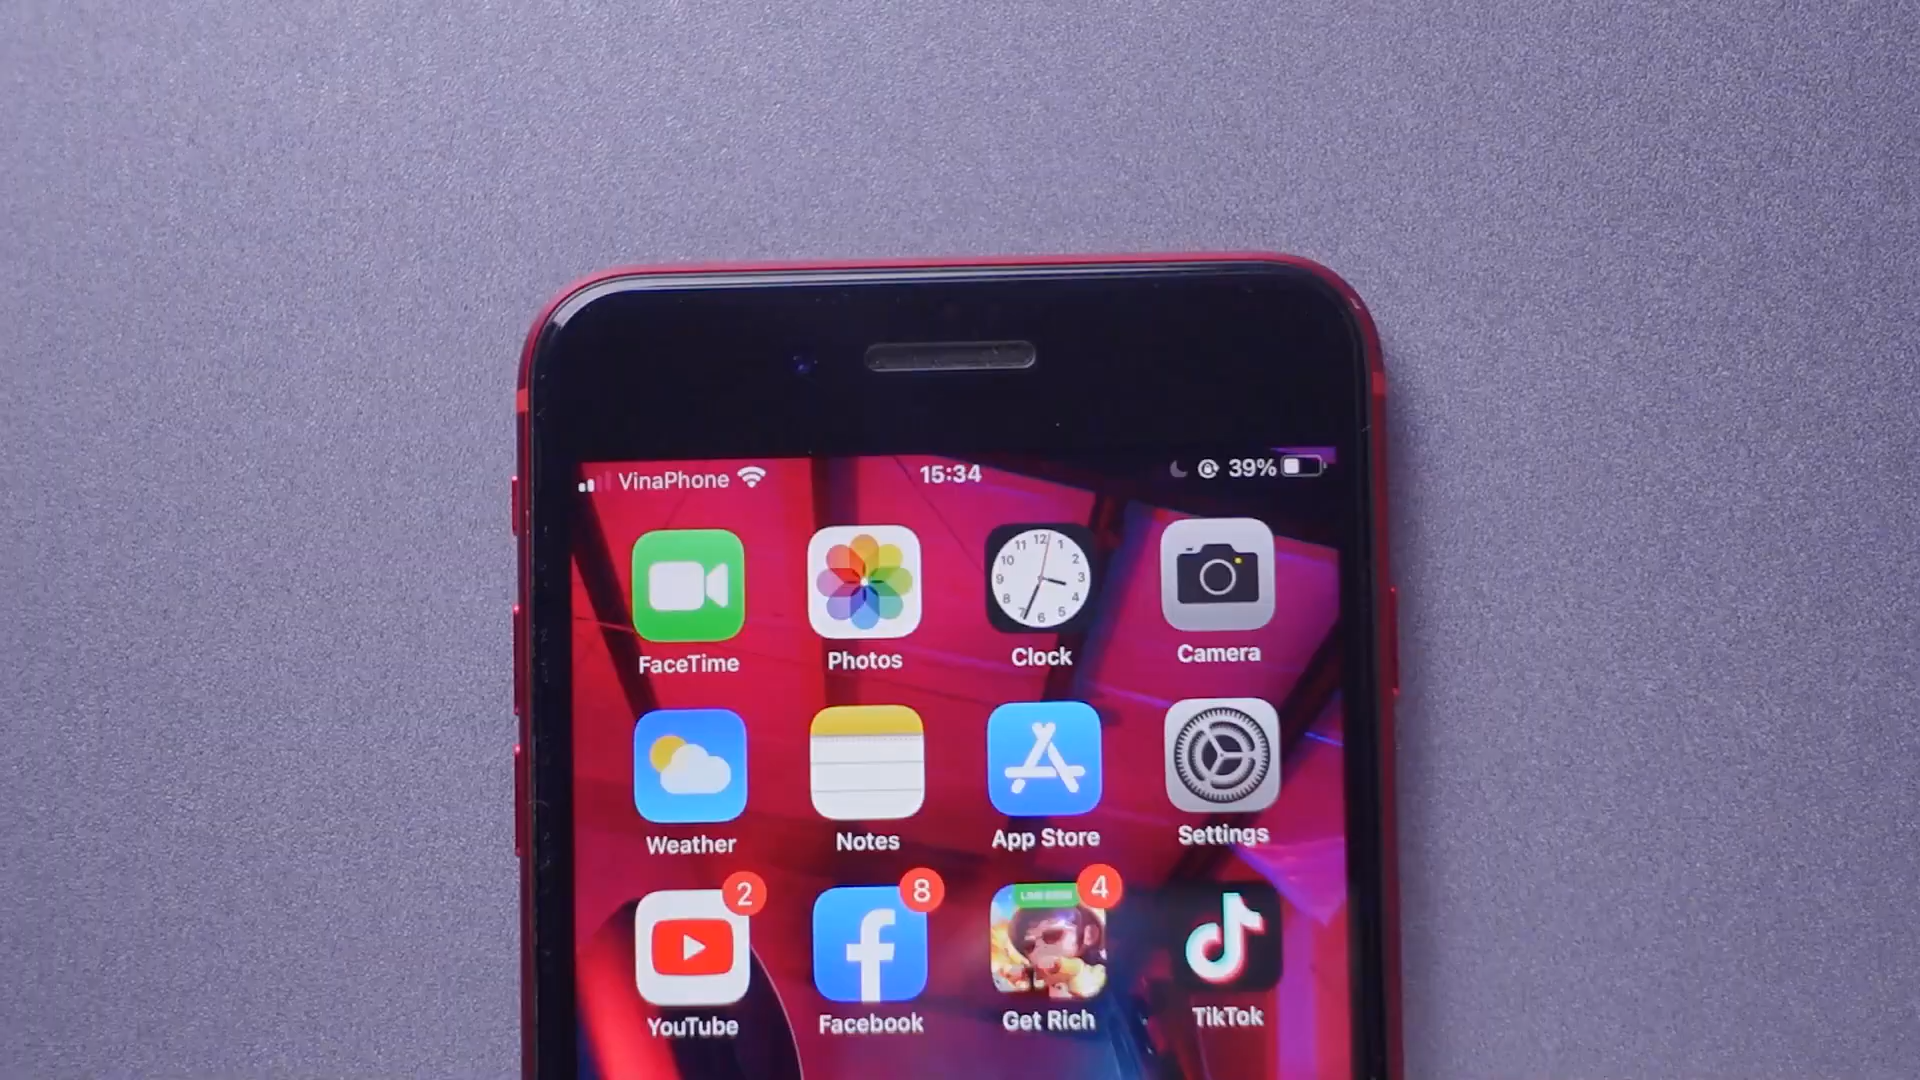 VinaPhone 15:34 39%
FaceTime Photos Clock Camera
Weather Notes App Store Settings
2 8 4
YouTube Facebook Get Rich TikTok